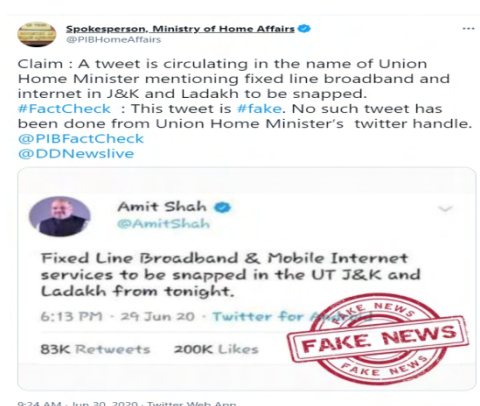 Spokesperson, Ministry of Home Affairs
@PIBHomeAffairs
Claim : A tweet is circulating in the name of Union
Home Minister mentioning fixed line broadband and
internet in J&K and Ladakh to be snapped.
#FactCheck : This tweet is #fake. No such tweet has
been done from Union Home Minister's twitter handle.
@PIBFactCheck
@DDNewslive
Amit Shah
@AmitShah
Fixed Line Broadband & Mobile Internet
services to be snapped in the UT J&K and
Ladakh from tonight.
6:13 PM · 29 Jun 20 · Twitter for
FAKE NEWS
83K Retweets 200K Likes
FAKE NEWS
FAKE NEWS
9:24 AM · Jun 30, 2020 · Twitter Web App